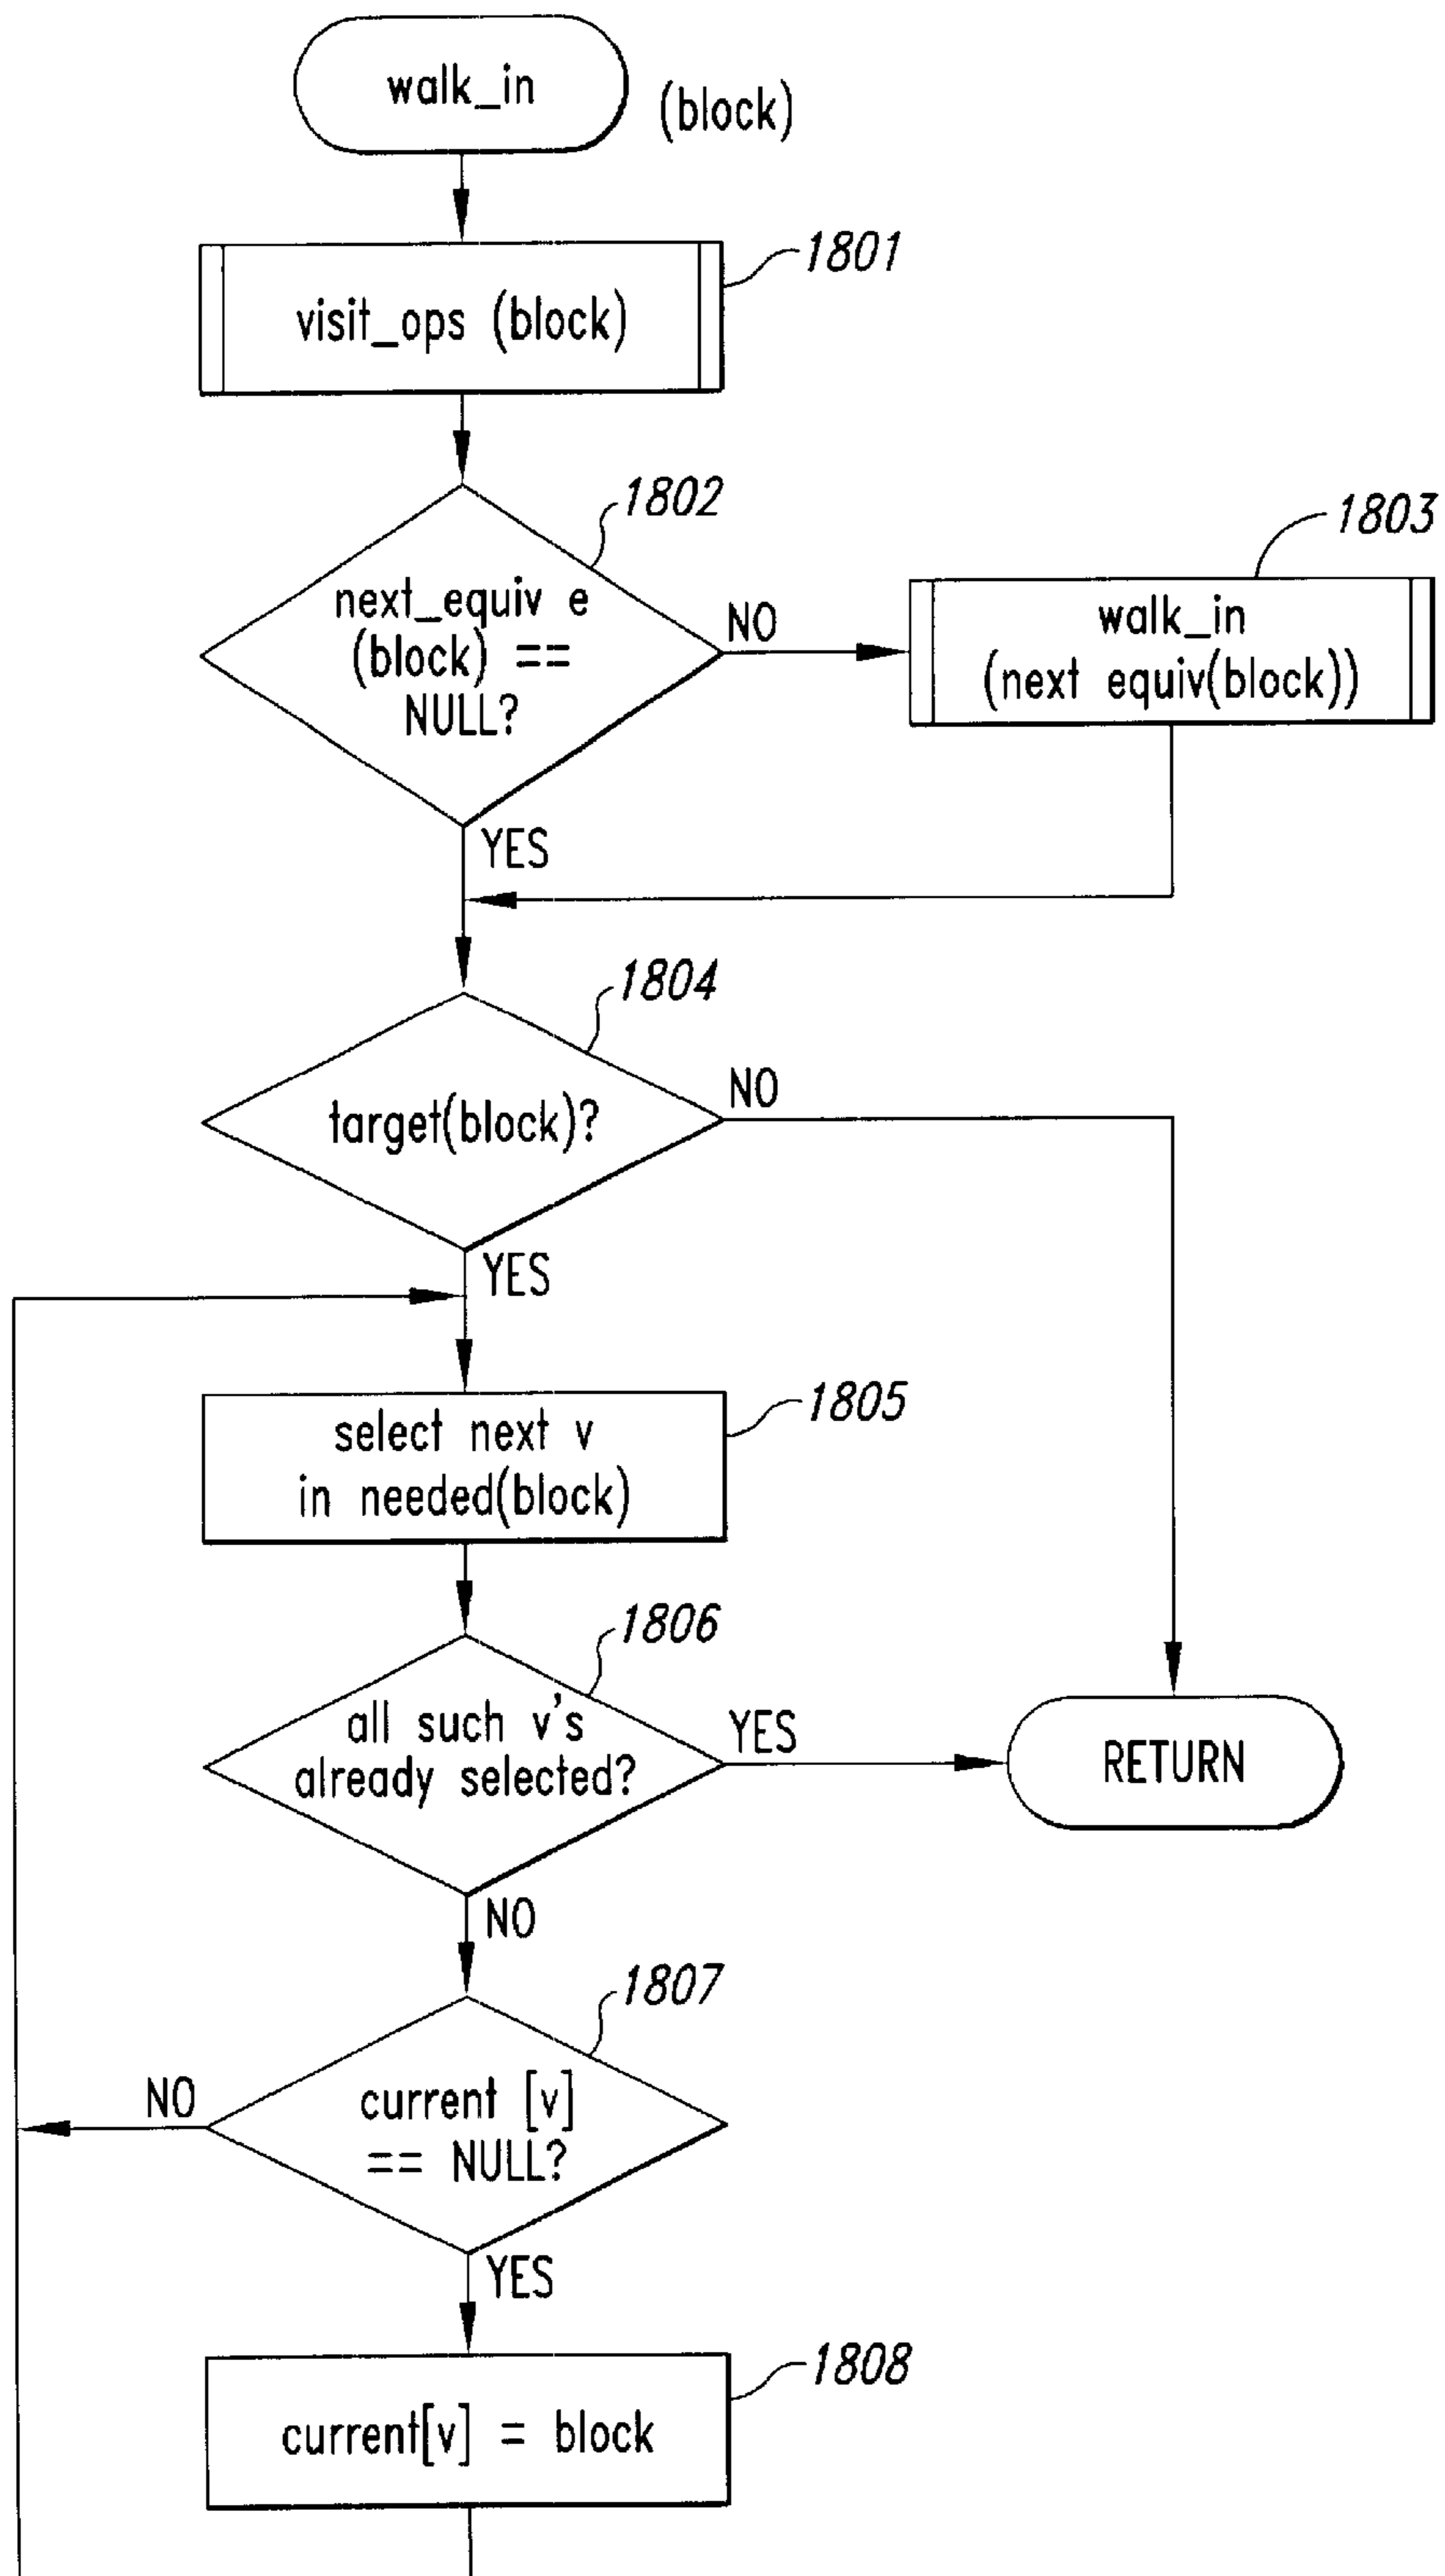 walk_in
(block)
1801
visit_ops (block)
1802
next_equiv e
(block) ==
NULL?
NO
1803
walk_in
(next equiv(block))
YES
1804
target(block)?
NO
YES
1805
select next v
in needed(block)
1806
all such v's
already selected?
YES
RETURN
NO
1807
current [v]
== NULL?
NO
YES
1808
current[v] = block